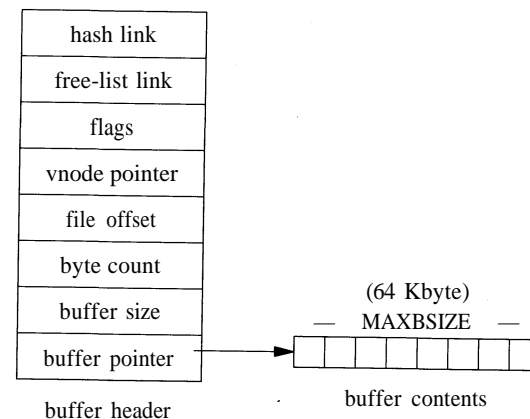 hash link
free-list link
flags
vnode pointer
file offset
byte count
buffer size
buffer pointer
buffer header
(64 Kbyte)
— MAXBSIZE —
buffer contents